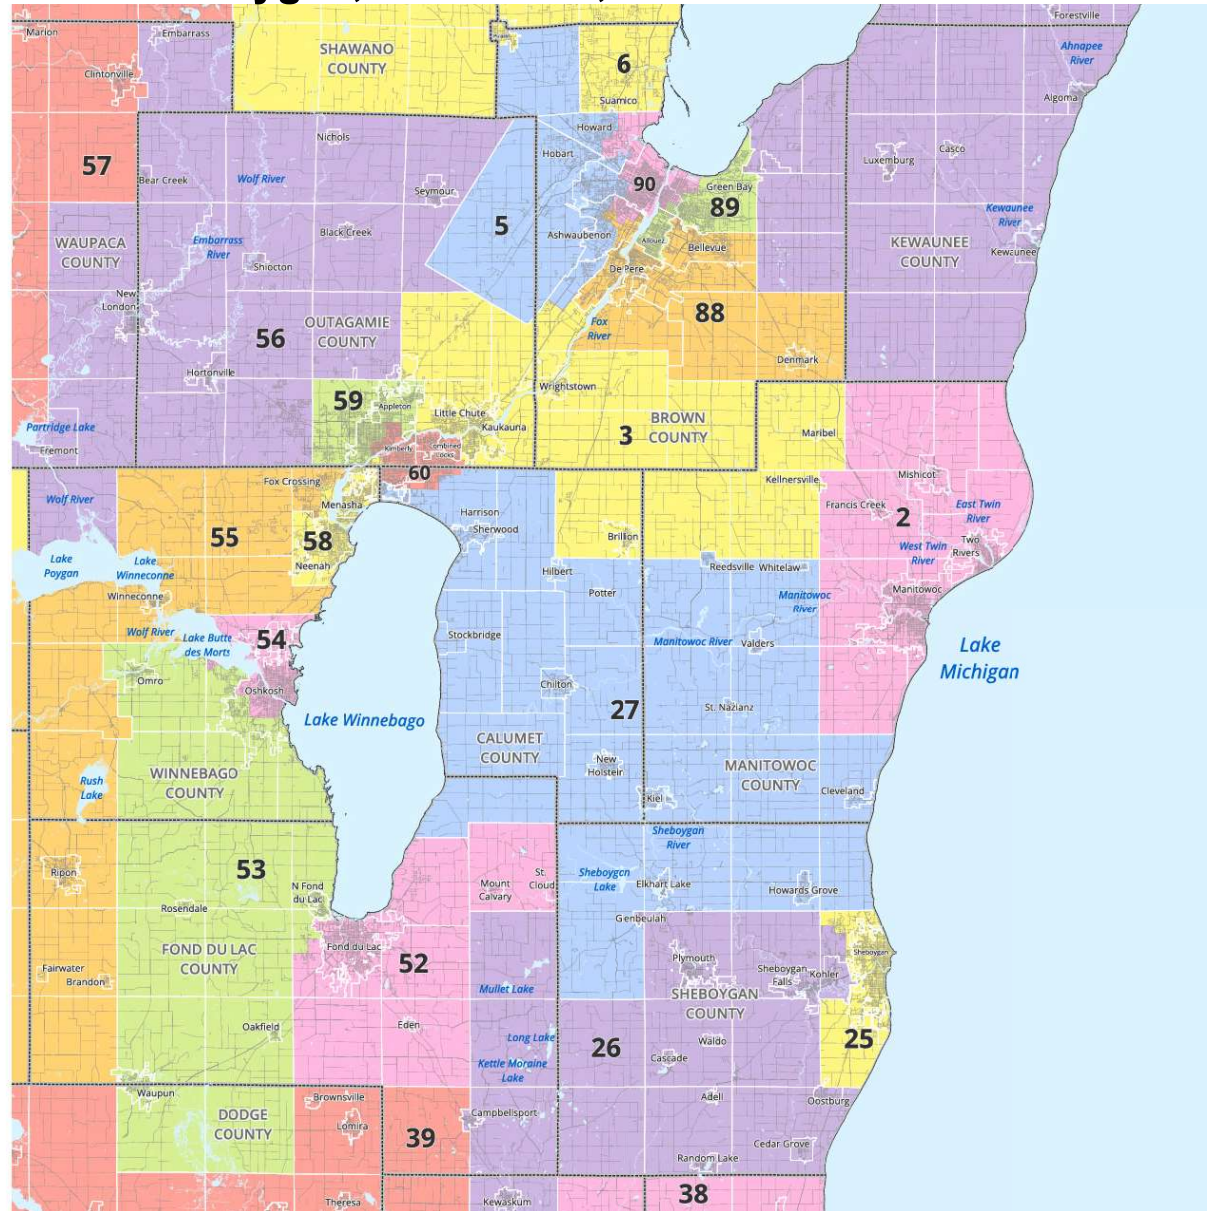 Marion
Embarrass
Forestville
SHAWANO
COUNTY
Ahnapee
River
6
Clintonville
Suamico
Algoma
Howard
Nichols
Hobart
Casco
Luxemburg
57
Bear Creek
Wolf River
Seymour
90
Green Bay
89
Kewaunee
River
5
Black Creek
Ashwaubenon
Allouez
Bellevue
WAUPACA
COUNTY
Embarrass
River
KEWAUNEE
COUNTY
Kewaunee
Shiocton
De Pere
New
London
88
Fox
River
56
OUTAGAMIE
COUNTY
Denmark
Hortonville
Wrightstown
59
Appleton
Little Chute
Kaukauna
BROWN
COUNTY
3
Maribel
Partridge Lake
Fremont
Kimberly
Combined
Locks
60
Fox Crossing
Kellnersville
Mishicot
Wolf River
Menasha
Harrison
Sherwood
Francis Creek
2
East Twin
River
55
58
Brillion
West Twin
River
Two
Rivers
Lake
Poygan
Lake
Winneconne
Neenah
Hilbert
Reedsville
Whitelaw
Winneconne
Potter
Manitowoc
River
Manitowoc
Wolf River
Lake Butte
des Morts
54
Stockbridge
Manitowoc River
Valders
Lake
Michigan
Omro
Oshkosh
Chilton
27
St. Nazianz
Lake Winnebago
CALUMET
COUNTY
New
Holstein
WINNEBAGO
COUNTY
Rush
Lake
MANITOWOC
COUNTY
Kiel
Cleveland
Sheboygan
River
53
Ripon
N Fond
du Lac
Mount
Calvary
St.
Cloud
Sheboygan
Lake
Elkhart Lake
Howards Grove
Rosendale
Glenbeulah
FOND DU LAC
COUNTY
Fond du Lac
52
Plymouth
Sheboygan
Fairwater
Brandon
Sheboygan
Falls
Kohler
Mullet Lake
SHEBOYGAN
COUNTY
Oakfield
Eden
Long Lake
26
Waldo
25
Cascade
Kettle Moraine
Lake
Waupun
Brownsville
Adell
Oostburg
DODGE
COUNTY
Lomira
39
Campbellsport
Cedar Grove
Random Lake
Theresa
Kewaskum
38